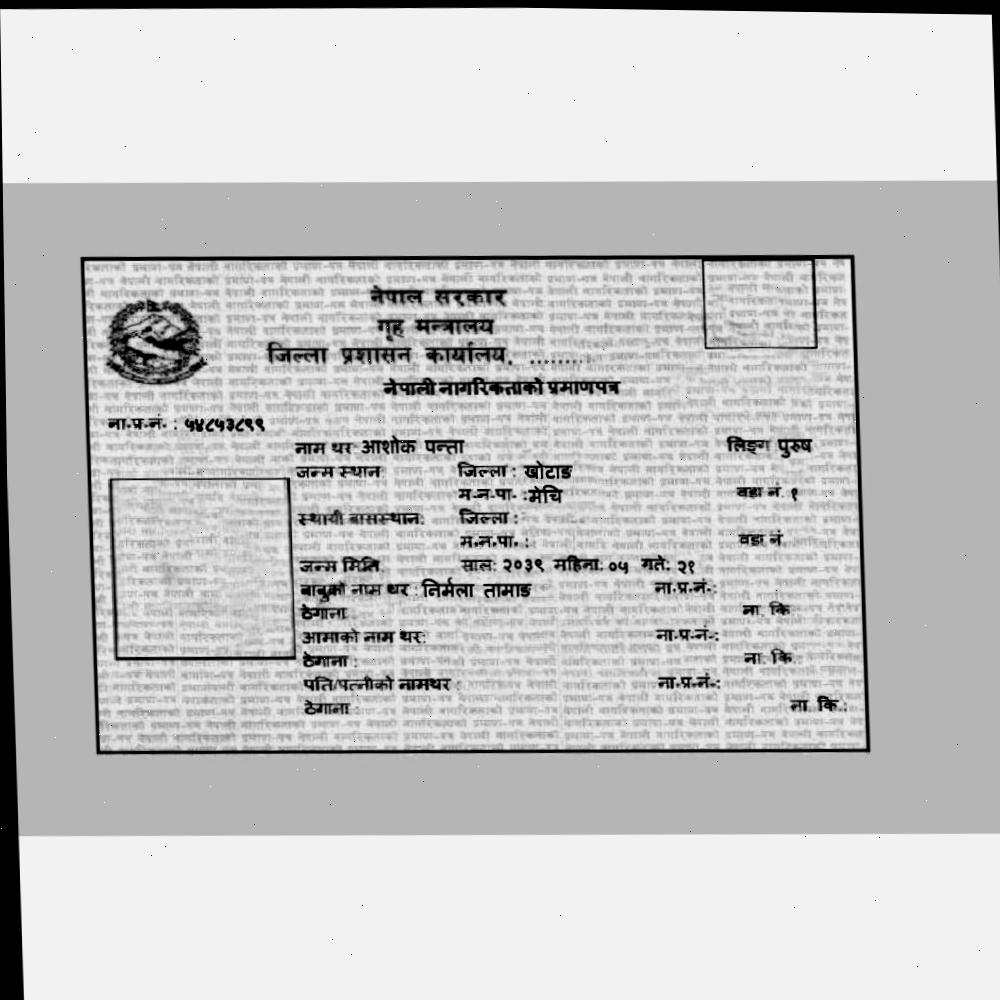 नेपाल सरकार
गृह मन्त्रालय
जिल्ला प्रशासन कार्यालय, ..........
नेपाली नागरिकताको प्रमाणपत्र
ना.प्र.नं. : ५४८५३८९९
नाम थर: आशोक पन्ता लिङ्ग पुरुष
जन्म स्थान: जिल्ला : खोटाङ
म.न.पा. :मेचि वडा नं. १
स्थायी बासस्थान: जिल्ला :
म.न.पा. : वडा नं.
जन्म मिति: साल: २०३९ महिना: ०५ गते: २१
बाबुको नाम थर : निर्मला तामाङ ना.प्र.नं.:
ठेगाना: ना. कि
आमाको नाम थर: ना.प्र.नं.:
ठेगाना : ना. कि.:
पति/पत्नीको नामथर : ना.प्र.नं.:
ठेगाना : ना. कि.: